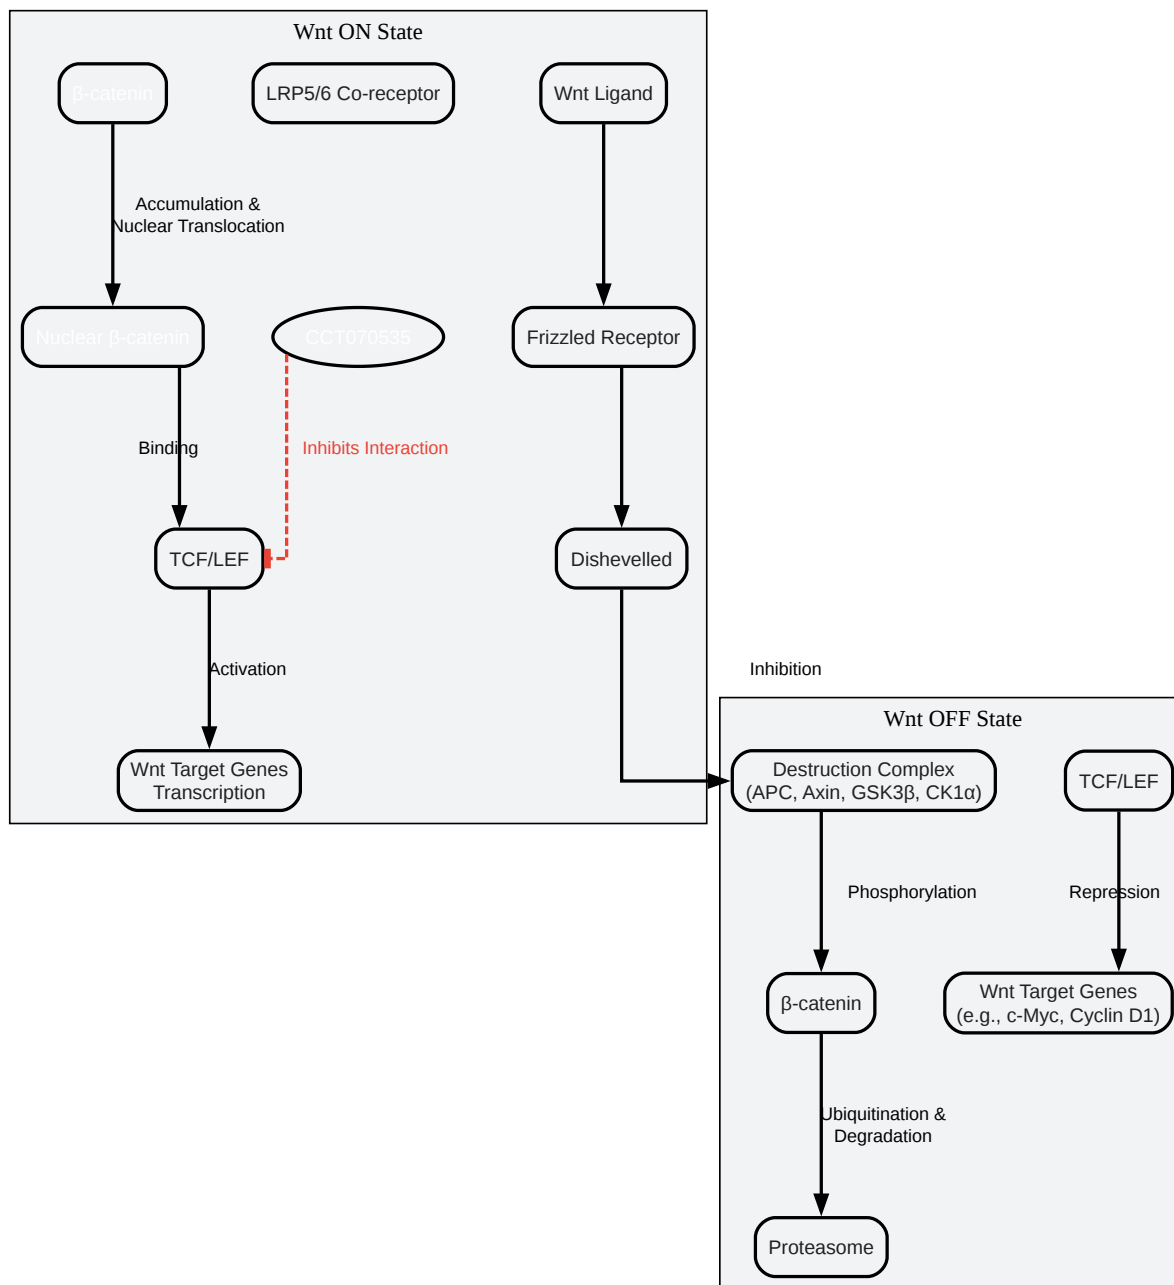 Wnt ON State
β-catenin
LRP5/6 Co-receptor
Wnt Ligand
Accumulation &
Nuclear Translocation
Nuclear β-catenin
CCT070535
Frizzled Receptor
Binding
Inhibits Interaction
TCF/LEF
Dishevelled
Activation
Inhibition
Wnt Target Genes
Transcription
Wnt OFF State
Destruction Complex
(APC, Axin, GSK3β, CK1α)
TCF/LEF
Phosphorylation
Repression
β-catenin
Wnt Target Genes
(e.g., c-Myc, Cyclin D1)
Ubiquitination &
Degradation
Proteasome